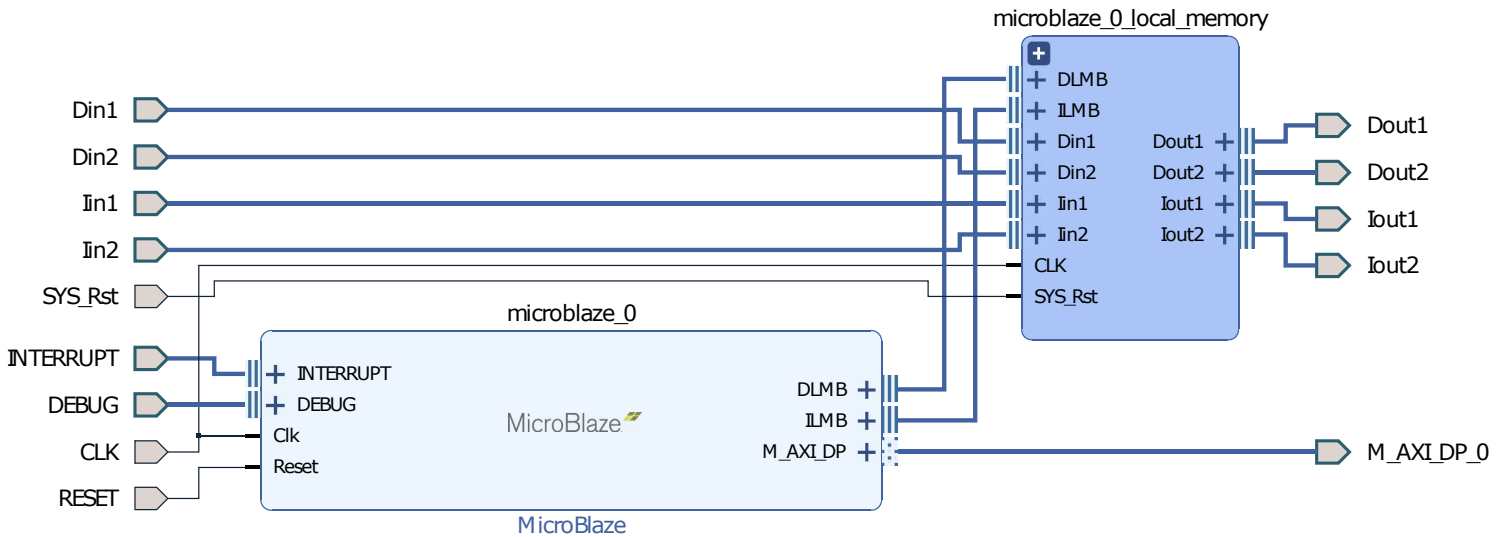 microblaze_0_local_memory
DLMB
ILMB
Din1
Din2
Iin1
Iin2
CLK
SYS_Rst
Dout1
Dout2
Iout1
Iout2
Din1
Din2
Iin1
Iin2
SYS_Rst
INTERRUPT
DEBUG
CLK
RESET
microblaze_0
INTERRUPT
DEBUG
Clk
Reset
MicroBlaze
DLMB
ILMB
M_AXI_DP
MicroBlaze
Dout1
Dout2
Iout1
Iout2
M_AXI_DP_0